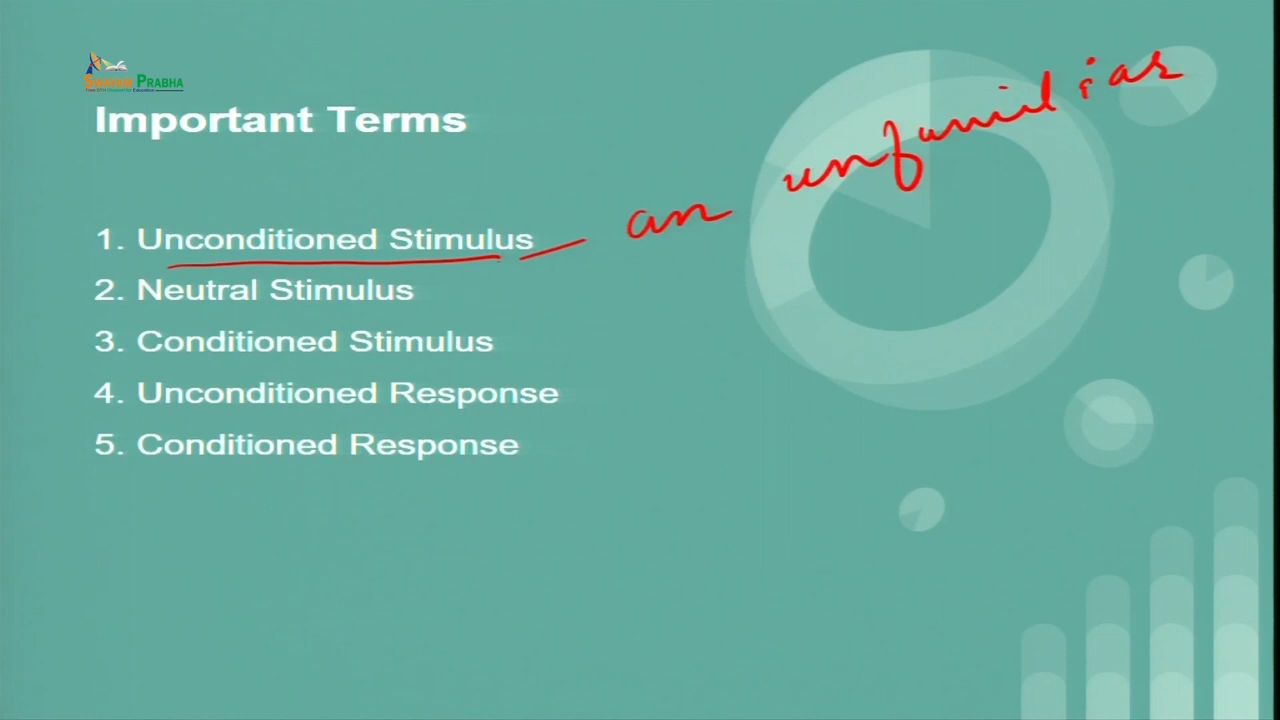 SWAYAM PRABHA
Important Terms
1. Unconditioned Stimulus an unfamiliar
2. Neutral Stimulus
3. Conditioned Stimulus
4. Unconditioned Response
5. Conditioned Response